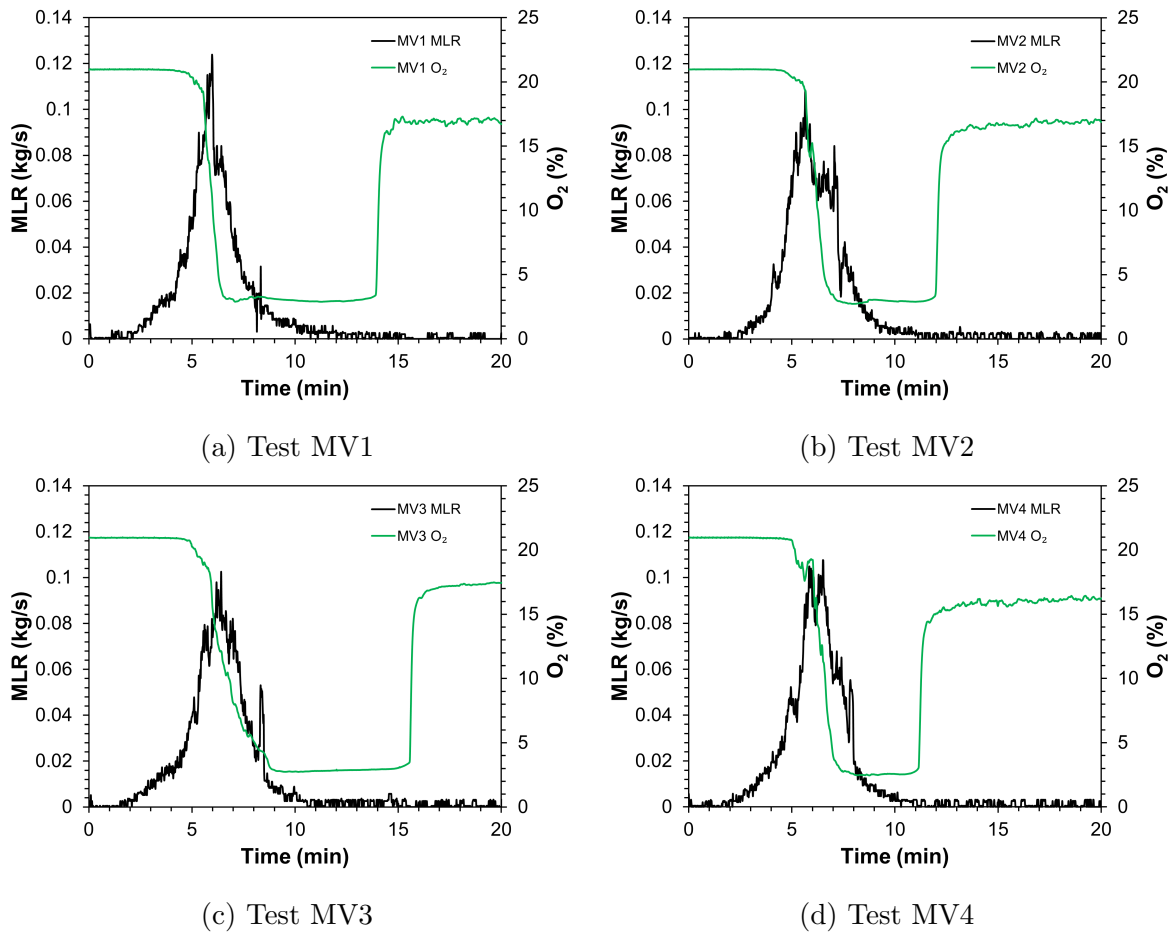 0.14
0.12
0.1
0.08
0.06
0.04
0.02
0
MLR (kg/s)
25
20
15
10
5
0
O₂ (%)
MV1 MLR
MV1 O₂
0 5 10 15 20
Time (min)
(a) Test MV1
0.14
0.12
0.1
0.08
0.06
0.04
0.02
0
MLR (kg/s)
25
20
15
10
5
0
O₂ (%)
MV2 MLR
MV2 O₂
0 5 10 15 20
Time (min)
(b) Test MV2
0.14
0.12
0.1
0.08
0.06
0.04
0.02
0
MLR (kg/s)
25
20
15
10
5
0
O₂ (%)
MV3 MLR
MV3 O₂
0 5 10 15 20
Time (min)
(c) Test MV3
0.14
0.12
0.1
0.08
0.06
0.04
0.02
0
MLR (kg/s)
25
20
15
10
5
0
O₂ (%)
MV4 MLR
MV4 O₂
0 5 10 15 20
Time (min)
(d) Test MV4